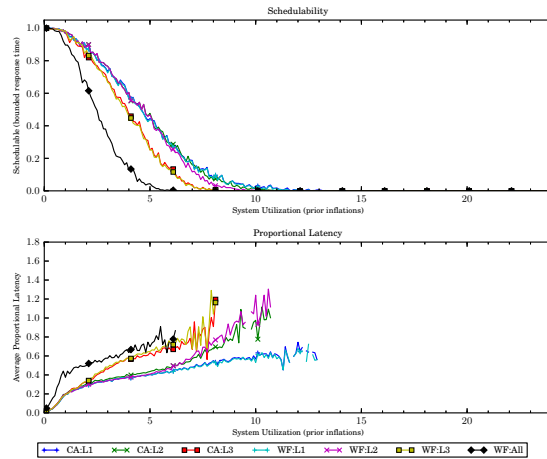 Schedulability
Schedulable (bounded response time)
1.0
0.8
0.6
0.4
0.2
0.0
0 5 10 15 20
System Utilization (prior inflations)
Proportional Latency
Average Proportional Latency
1.8
1.6
1.4
1.2
1.0
0.8
0.6
0.4
0.2
0.0
0 5 10 15 20
System Utilization (prior inflations)
CA:L1 CA:L2 CA:L3 WF:L1 WF:L2 WF:L3 WF:All